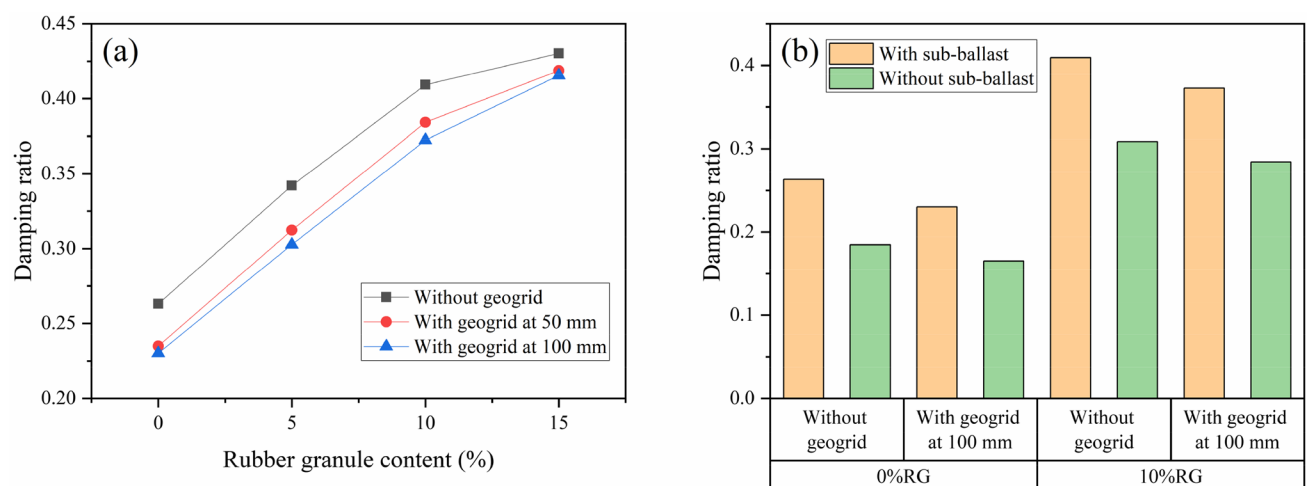 (a)
Damping ratio
0.45
0.40
0.35
0.30
0.25
0.20
Without geogrid
With geogrid at 50 mm
With geogrid at 100 mm
0 5 10 15
Rubber granule content (%)
(b)
Damping ratio
With sub-ballast
Without sub-ballast
0.4
0.3
0.2
0.1
0.0
Without
geogrid
With geogrid
at 100 mm
Without
geogrid
With geogrid
at 100 mm
0%RG
10%RG